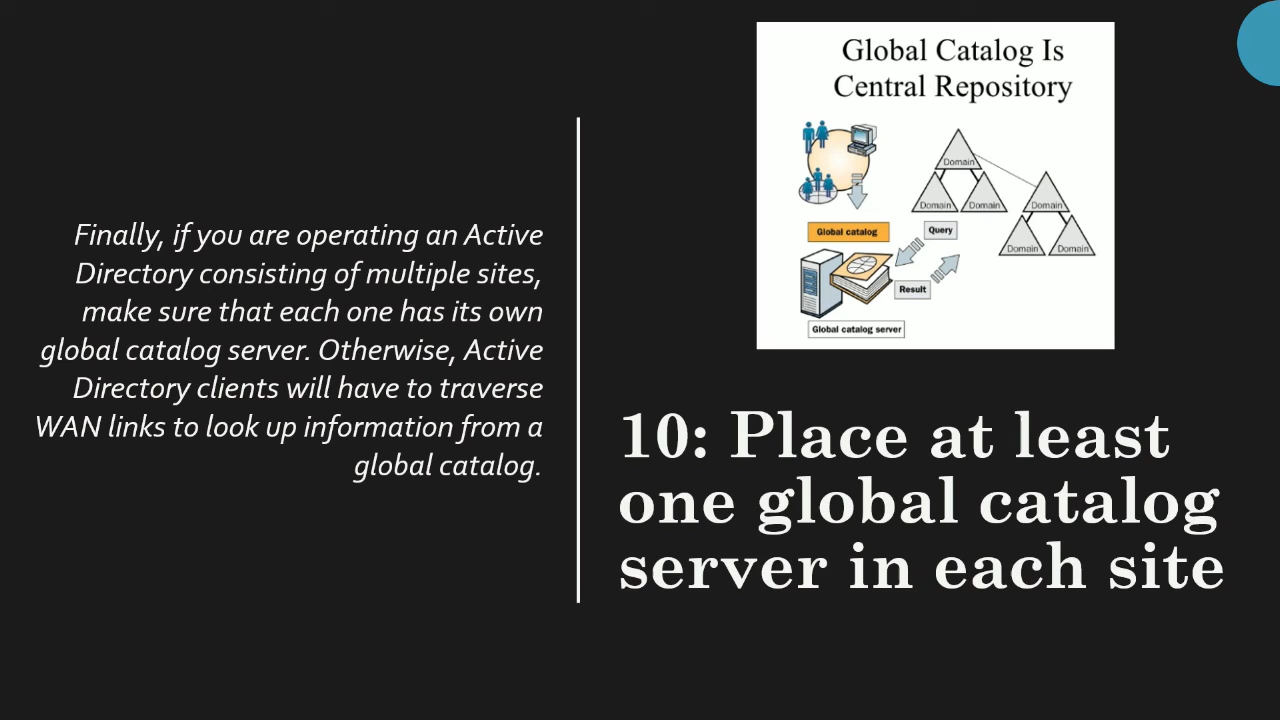 Finally, if you are operating an Active
Directory consisting of multiple sites,
make sure that each one has its own
global catalog server. Otherwise, Active
Directory clients will have to traverse
WAN links to look up information from a
global catalog.
Global Catalog Is
Central Repository
Domain
Domain
Domain
Domain
Domain
Domain
Global catalog
Query
Result
Global catalog server
10: Place at least
one global catalog
server in each site